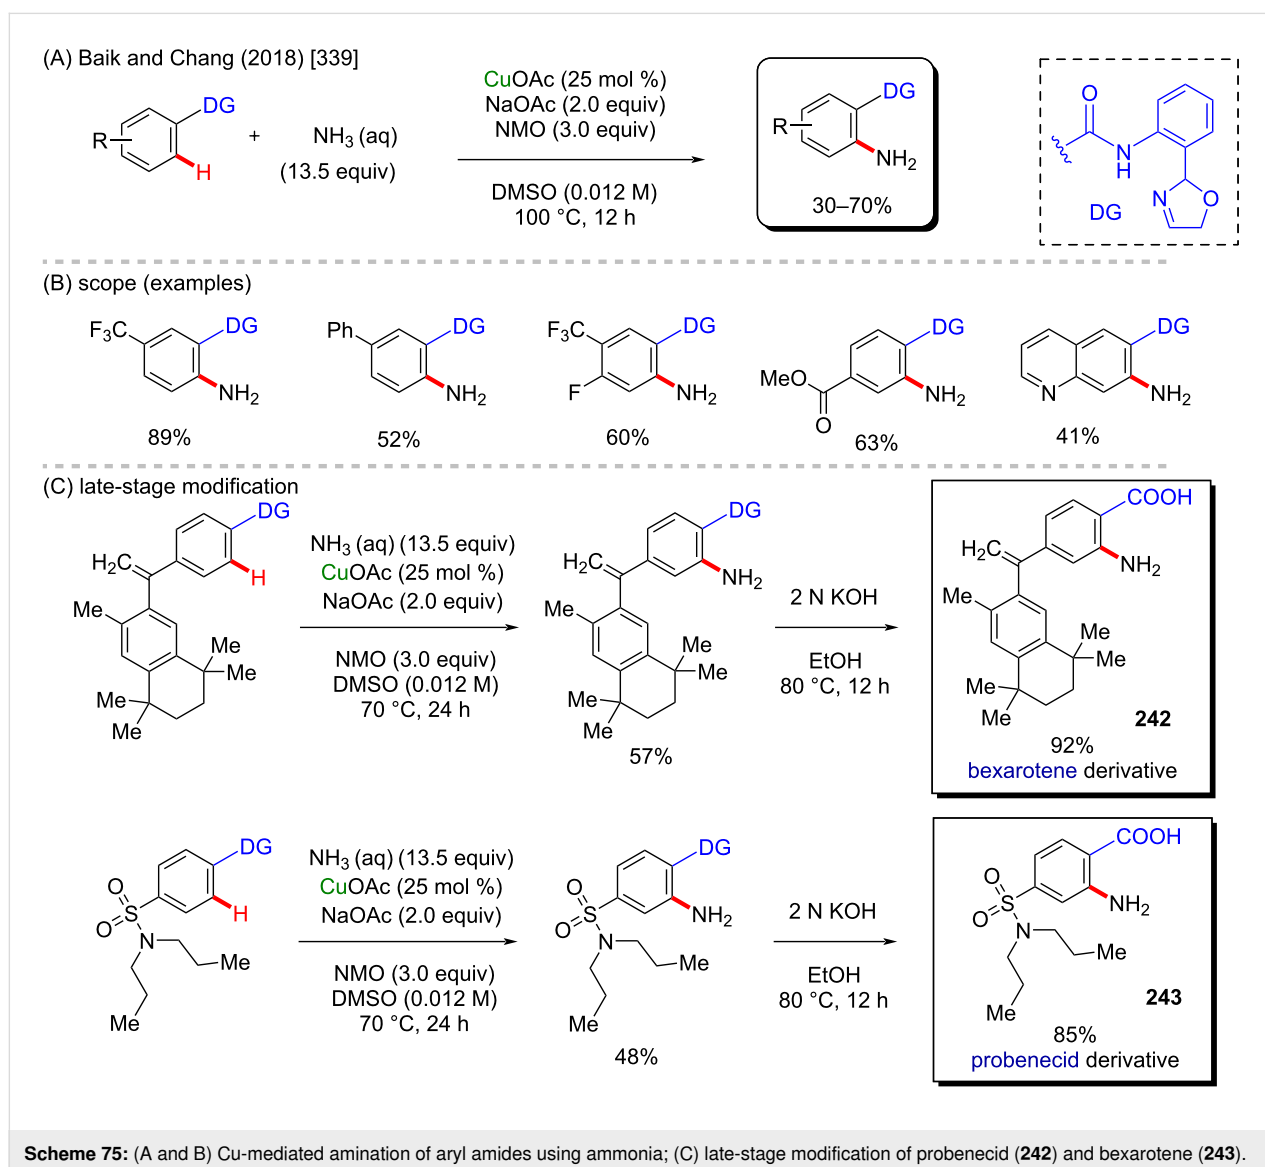 (A) Baik and Chang (2018) [339]
DG
R
H
+
NH3 (aq)
(13.5 equiv)
CuOAc (25 mol %)
NaOAc (2.0 equiv)
NMO (3.0 equiv)
DMSO (0.012 M)
100 °C, 12 h
DG
R
NH2
30–70%
O
N
H
N
O
DG
(B) scope (examples)
F3C
DG
NH2
89%
Ph
DG
NH2
52%
F3C
DG
F
NH2
60%
DG
MeO
O
NH2
63%
DG
N
NH2
41%
(C) late-stage modification
DG
H2C
H
Me
Me
Me
Me
Me
NH3 (aq) (13.5 equiv)
CuOAc (25 mol %)
NaOAc (2.0 equiv)
NMO (3.0 equiv)
DMSO (0.012 M)
70 °C, 24 h
DG
H2C
NH2
Me
Me
Me
Me
Me
57%
2 N KOH
EtOH
80 °C, 12 h
COOH
H2C
NH2
Me
Me
Me
Me
Me
242
92%
bexarotene derivative
DG
O
S
O
H
N
Me
Me
NH3 (aq) (13.5 equiv)
CuOAc (25 mol %)
NaOAc (2.0 equiv)
NMO (3.0 equiv)
DMSO (0.012 M)
70 °C, 24 h
DG
O
S
O
NH2
N
Me
Me
48%
2 N KOH
EtOH
80 °C, 12 h
COOH
O
S
O
NH2
N
Me
Me
243
85%
probenecid derivative
Scheme 75: (A and B) Cu-mediated amination of aryl amides using ammonia; (C) late-stage modification of probenecid (242) and bexarotene (243).